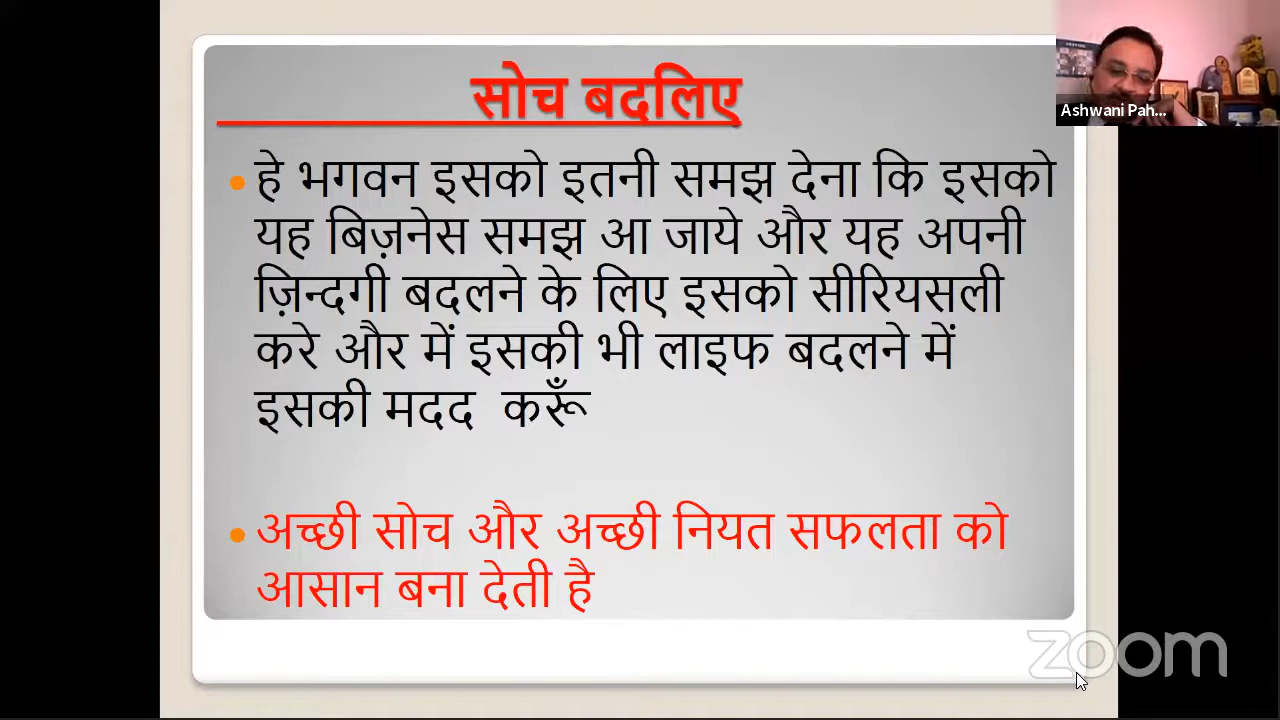 सोच बदलिए
Ashwani Pah...
• हे भगवन इसको इतनी समझ देना कि इसको
यह बिज़नेस समझ आ जाये और यह अपनी
ज़िन्दगी बदलने के लिए इसको सीरियसली
करे और में इसकी भी लाइफ बदलने में
इसकी मदद करूँ
• अच्छी सोच और अच्छी नियत सफलता को
आसान बना देती है
zoom